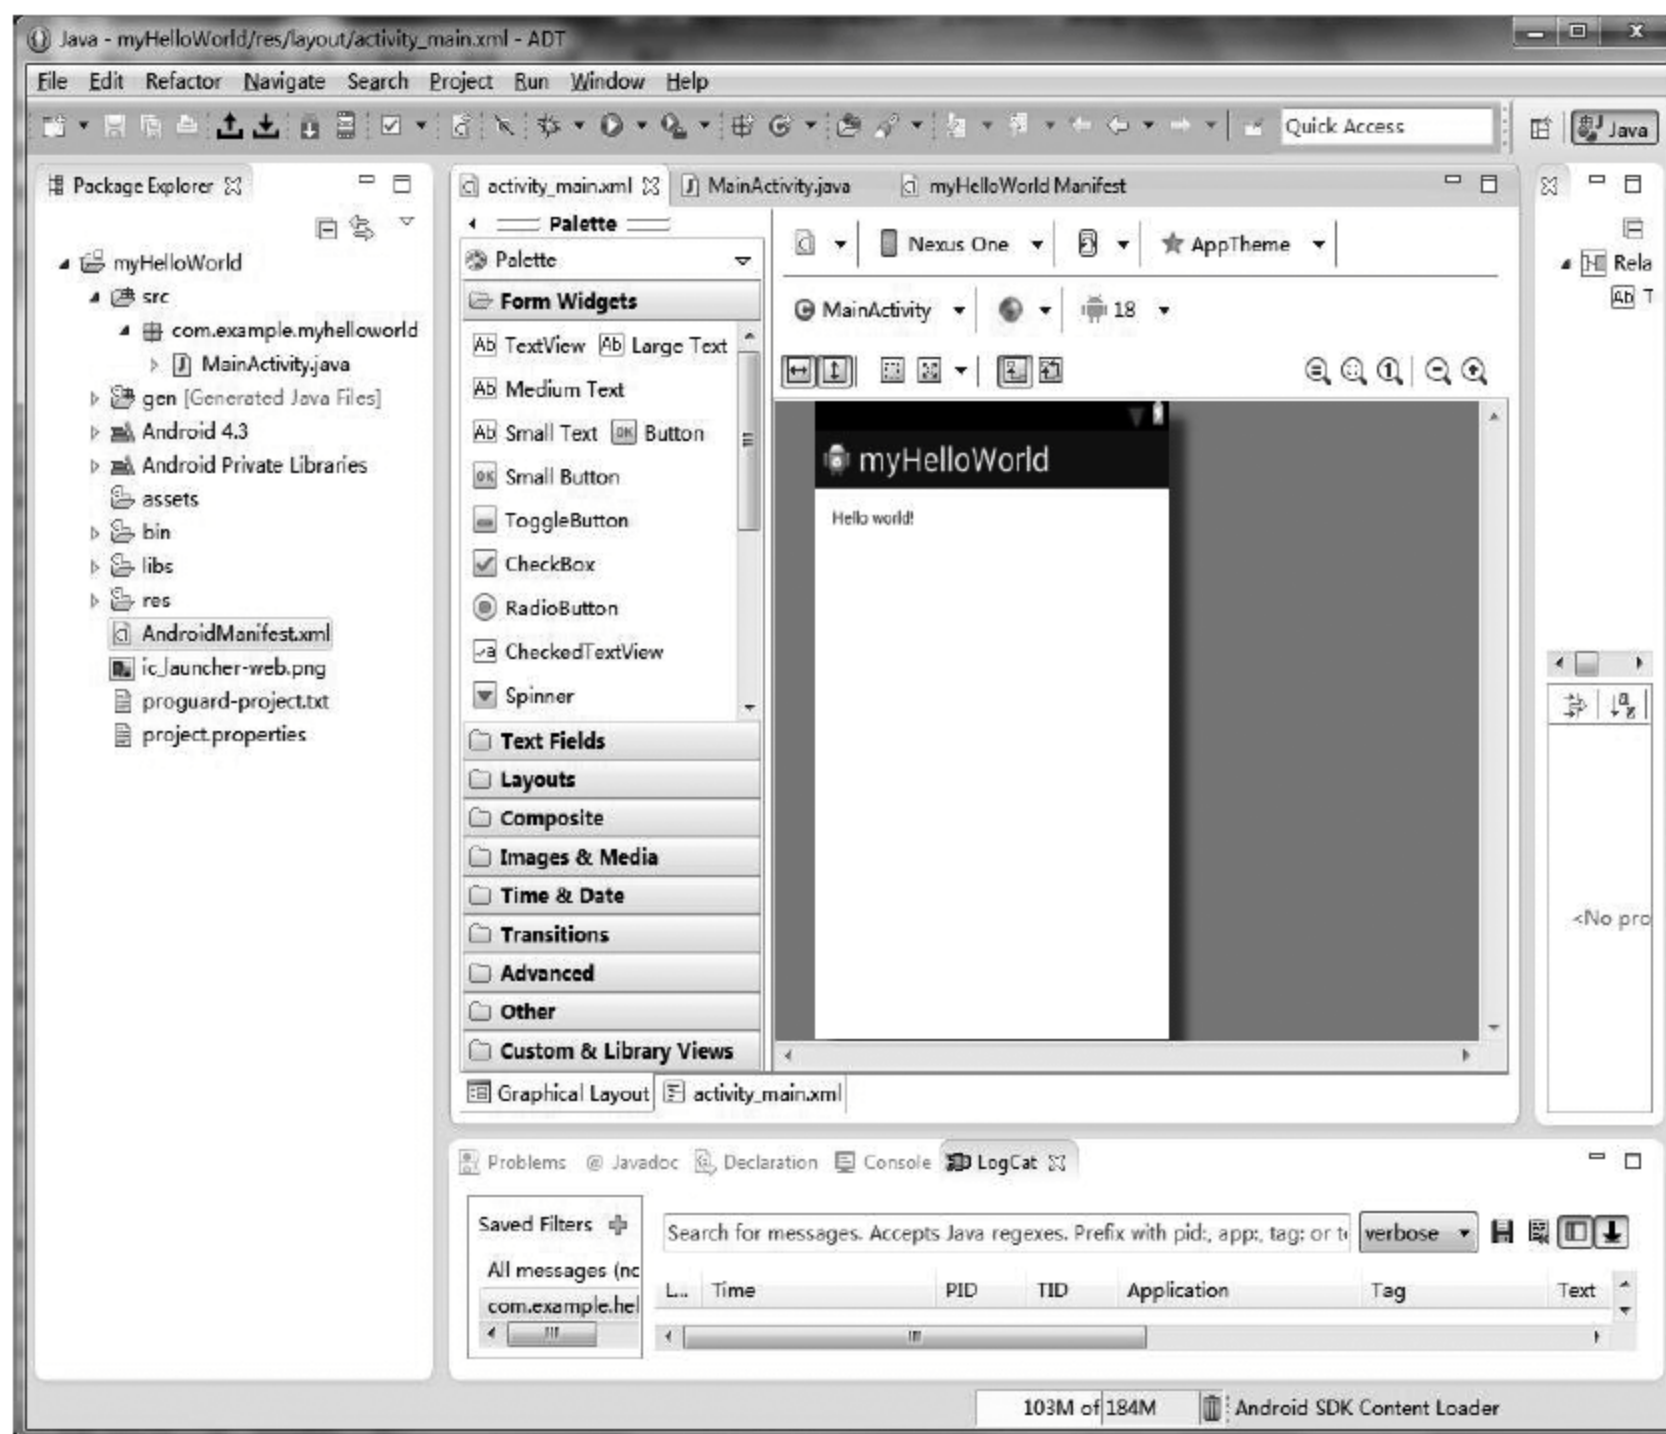 Java - myHelloWorld/res/layout/activity_main.xml - ADT
File Edit Refactor Navigate Search Project Run Window Help
Quick Access
Java
Package Explorer
myHelloWorld
src
com.example.myhelloworld
MainActivity.java
gen [Generated Java Files]
Android 4.3
Android Private Libraries
assets
bin
libs
res
AndroidManifest.xml
ic_launcher-web.png
proguard-project.txt
project.properties
activity_main.xml MainActivity.java myHelloWorld Manifest
Palette
Palette
Form Widgets
Ab TextView Ab Large Text
Ab Medium Text
Ab Small Text OK Button
OK Small Button
ToggleButton
CheckBox
RadioButton
CheckedTextView
Spinner
Text Fields
Layouts
Composite
Images & Media
Time & Date
Transitions
Advanced
Other
Custom & Library Views
Nexus One AppTheme
MainActivity 18
myHelloWorld
Hello world!
Graphical Layout activity_main.xml
Rela
Ab T
<No pro
Problems @ Javadoc Declaration Console LogCat
Saved Filters
All messages (nc
com.example.hel
Search for messages. Accepts Java regexes. Prefix with pid:, app:, tag: or t verbose
L... Time PID TID Application Tag Text
103M of 184M Android SDK Content Loader